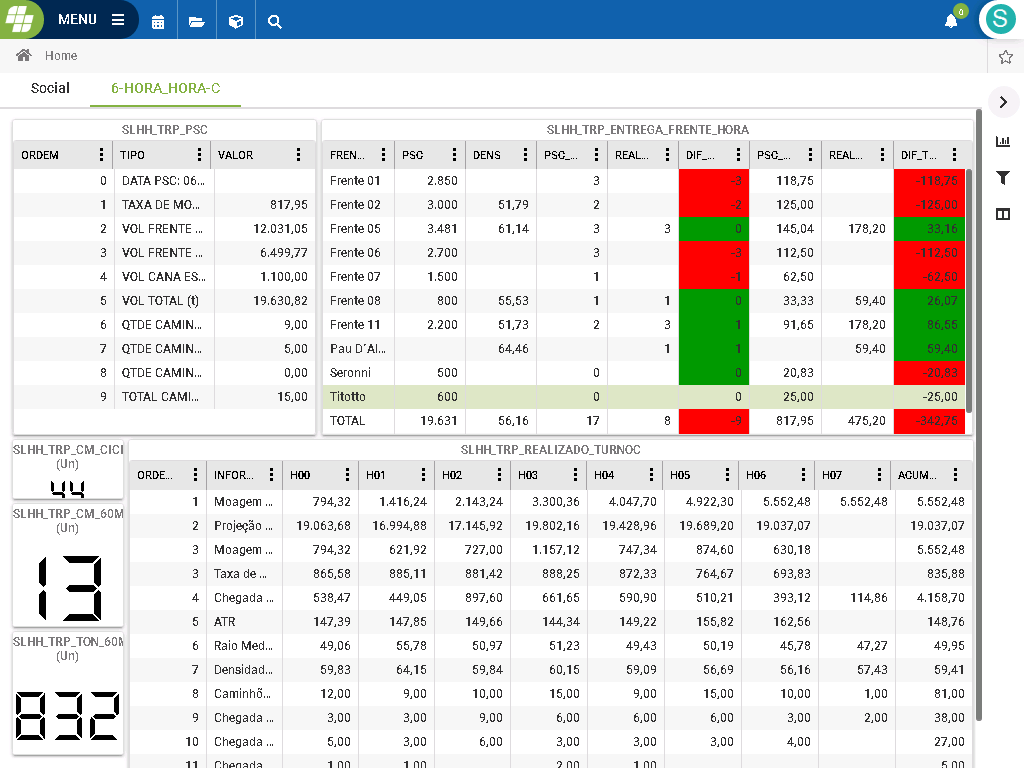 MENU
0
S
Home
Social 6-HORA_HORA-C
SLHH_TRP_PSC
ORDEM TIPO VALOR
0 DATA PSC: 06...
1 TAXA DE MO... 817,95
2 VOL FRENTE ... 12.031,05
3 VOL FRENTE ... 6.499,77
4 VOL CANA ES... 1.100,00
5 VOL TOTAL (t) 19.630,82
6 QTDE CAMIN... 9,00
7 QTDE CAMIN... 5,00
8 QTDE CAMIN... 0,00
9 TOTAL CAMI... 15,00
SLHH_TRP_ENTREGA_FRENTE_HORA
FREN... PSC DENS PSC_... REAL... DIF_... PSC_... REAL... DIF_T...
Frente 01 2.850 3 -3 118,75 -118,75
Frente 02 3.000 51,79 2 -2 125,00 -125,00
Frente 05 3.481 61,14 3 3 0 145,04 178,20 33,16
Frente 06 2.700 3 -3 112,50 -112,50
Frente 07 1.500 1 -1 62,50 -62,50
Frente 08 800 55,53 1 1 0 33,33 59,40 26,07
Frente 11 2.200 51,73 2 3 1 91,65 178,20 86,55
Pau D´Al... 64,46 1 1 59,40 59,40
Seronni 500 0 0 20,83 -20,83
Titotto 600 0 0 25,00 -25,00
TOTAL 19.631 56,16 17 8 -9 817,95 475,20 -342,75
SLHH_TRP_CM_CICL
(Un)
44
SLHH_TRP_CM_60M
(Un)
13
SLHH_TRP_TON_60M
(Un)
832
SLHH_TRP_REALIZADO_TURNOC
ORDE... INFOR... H00 H01 H02 H03 H04 H05 H06 H07 ACUM...
1 Moagem ... 794,32 1.416,24 2.143,24 3.300,36 4.047,70 4.922,30 5.552,48 5.552,48 5.552,48
2 Projeção ... 19.063,68 16.994,88 17.145,92 19.802,16 19.428,96 19.689,20 19.037,07 19.037,07
3 Moagem ... 794,32 621,92 727,00 1.157,12 747,34 874,60 630,18 5.552,48
3 Taxa de ... 865,58 885,11 881,42 888,25 872,33 764,67 693,83 835,88
4 Chegada ... 538,47 449,05 897,60 661,65 590,90 510,21 393,12 114,86 4.158,70
5 ATR 147,39 147,85 149,66 144,34 149,22 155,82 162,56 148,76
6 Raio Med... 49,06 55,78 50,97 51,23 49,43 50,19 45,78 47,27 49,95
7 Densidad... 59,83 64,15 59,84 60,15 59,09 56,69 56,16 57,43 59,41
8 Caminhõ... 12,00 9,00 10,00 15,00 9,00 15,00 10,00 1,00 81,00
9 Chegada ... 3,00 3,00 9,00 6,00 6,00 6,00 3,00 2,00 38,00
10 Chegada ... 5,00 3,00 6,00 3,00 3,00 3,00 4,00 27,00
11 Chegada ... 1,00 1,00 2,00 1,00 5,00